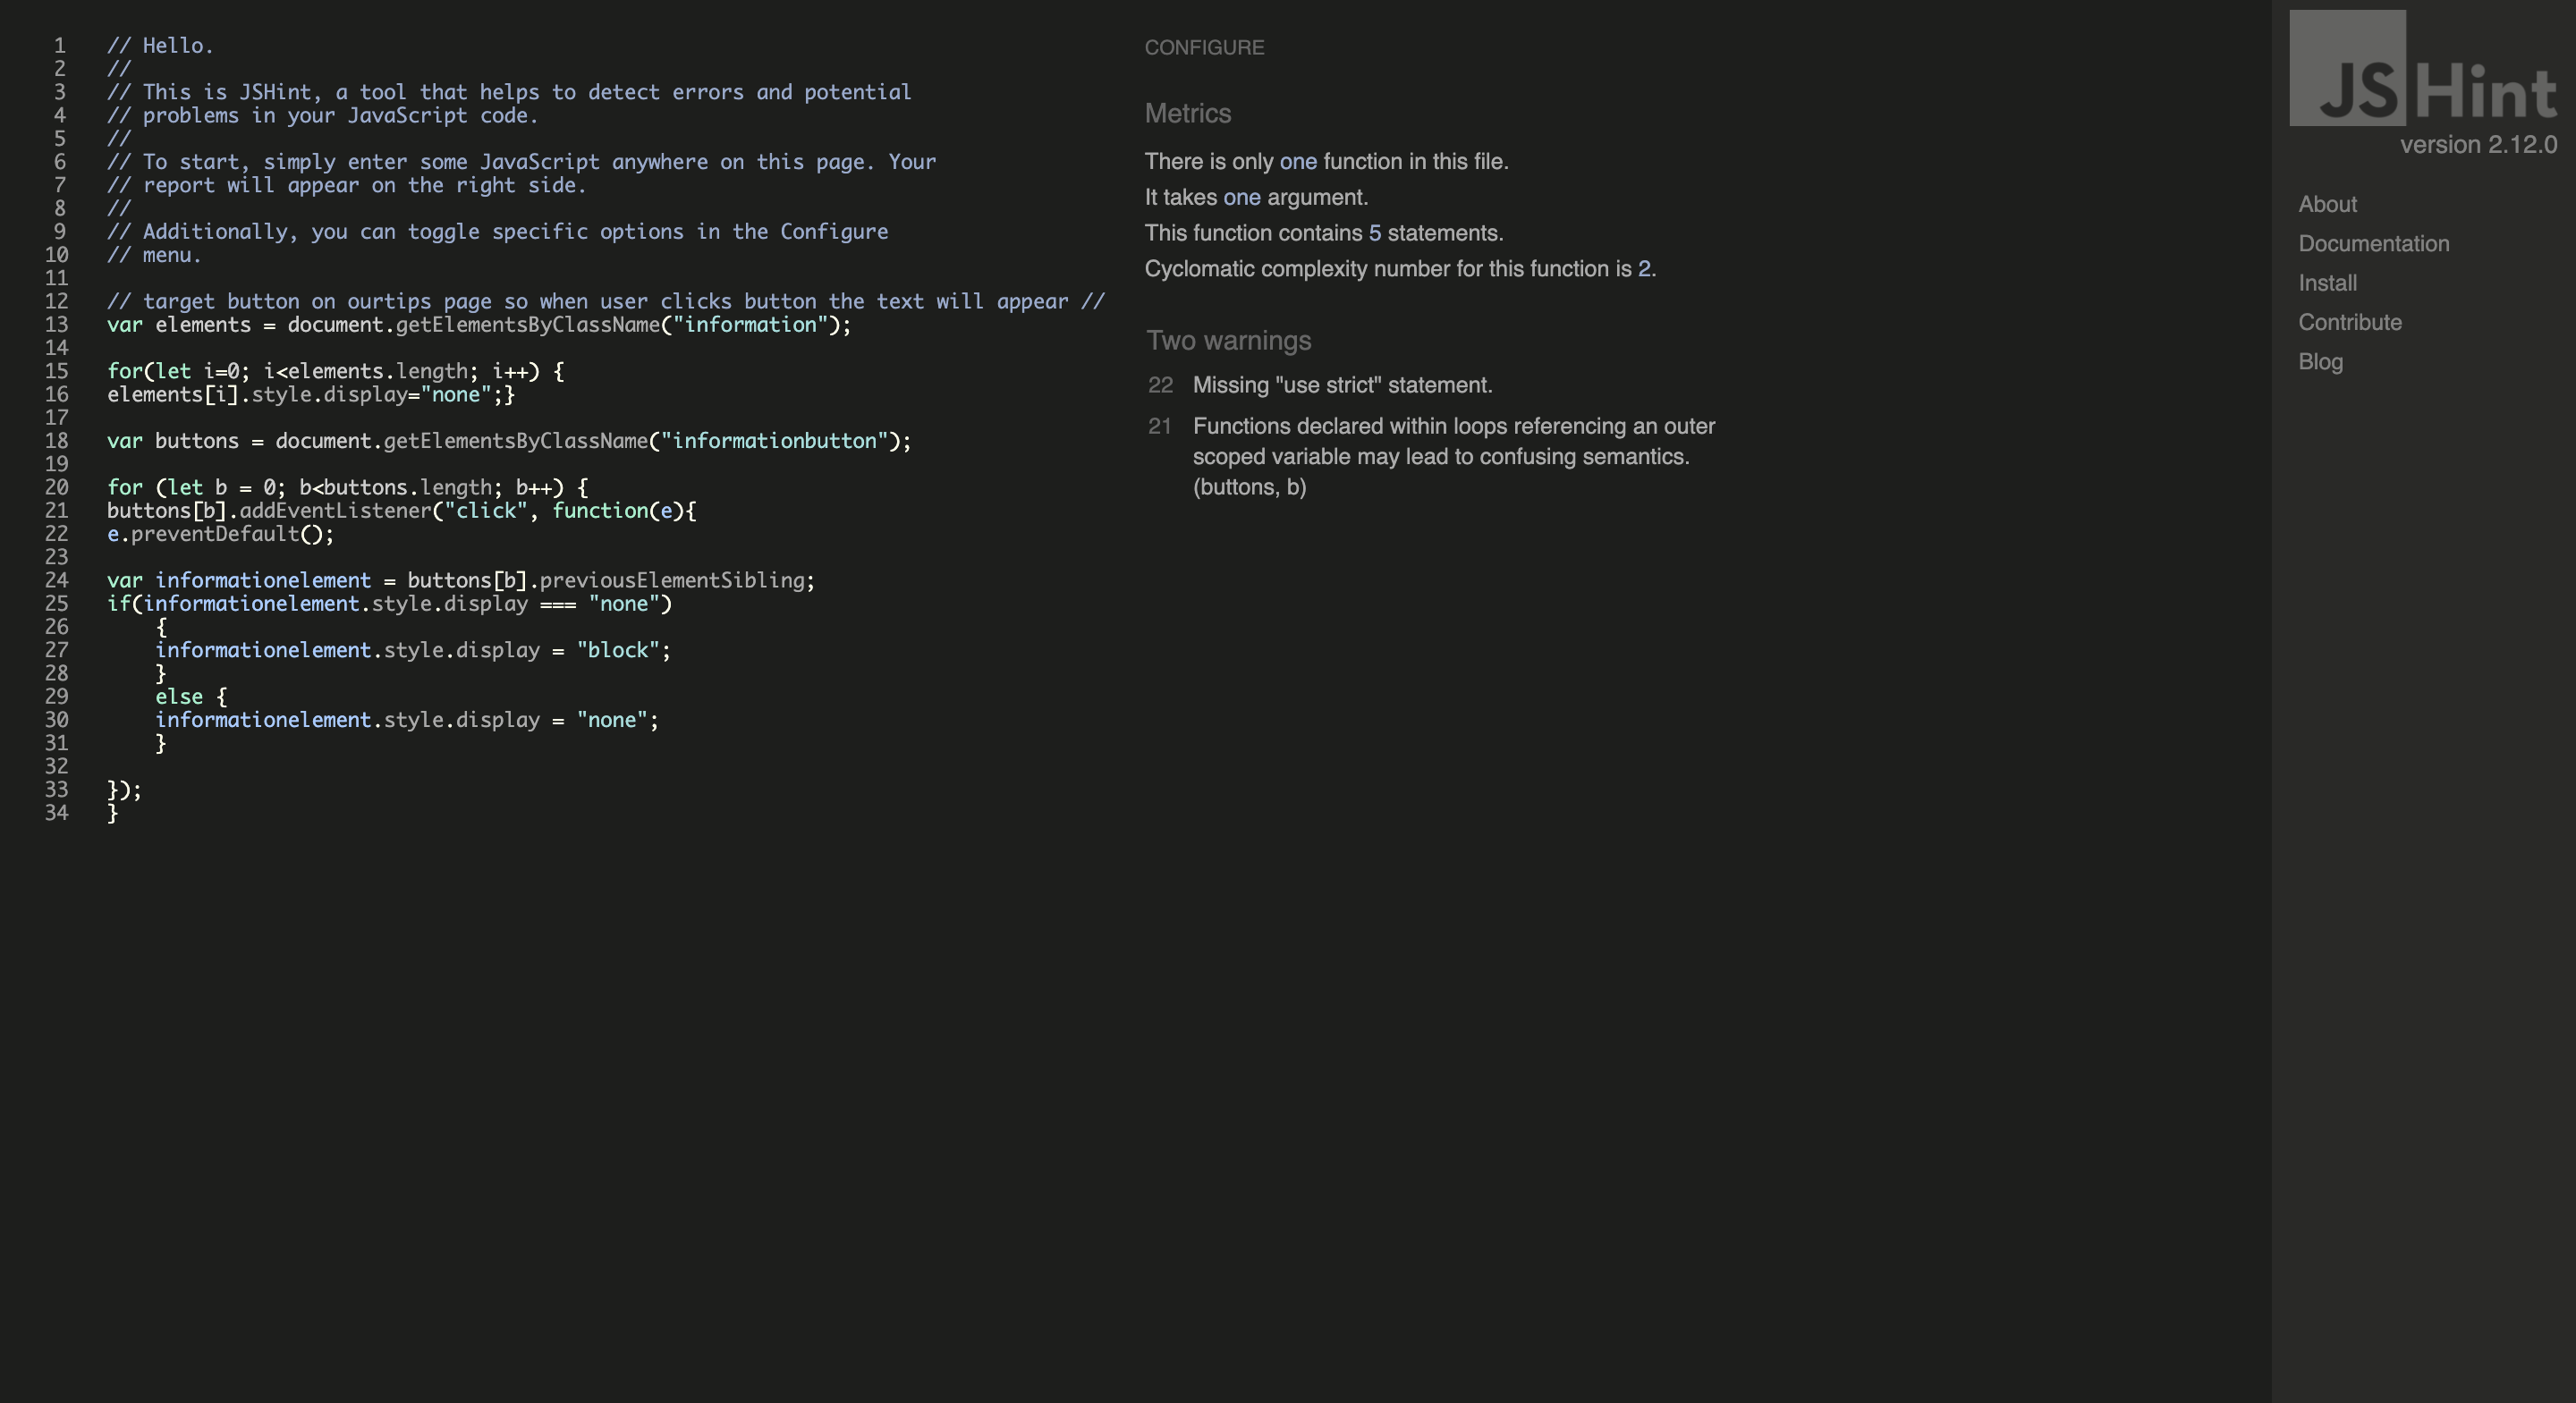 1 // Hello.
2 //
3 // This is JSHint, a tool that helps to detect errors and potential
4 // problems in your JavaScript code.
5 //
6 // To start, simply enter some JavaScript anywhere on this page. Your
7 // report will appear on the right side.
8 //
9 // Additionally, you can toggle specific options in the Configure
10 // menu.
11
12 // target button on ourtips page so when user clicks button the text will appear //
13 var elements = document.getElementsByClassName("information");
14
15 for(let i=0; i<elements.length; i++) {
16 elements[i].style.display="none";}
17
18 var buttons = document.getElementsByClassName("informationbutton");
19
20 for (let b = 0; b<buttons.length; b++) {
21 buttons[b].addEventListener("click", function(e){
22 e.preventDefault();
23
24 var informationelement = buttons[b].previousElementSibling;
25 if(informationelement.style.display === "none")
26 {
27 informationelement.style.display = "block";
28 }
29 else {
30 informationelement.style.display = "none";
31 }
32
33 });
34 }
CONFIGURE
Metrics
There is only one function in this file.
It takes one argument.
This function contains 5 statements.
Cyclomatic complexity number for this function is 2.
Two warnings
22 Missing "use strict" statement.
21 Functions declared within loops referencing an outer
scoped variable may lead to confusing semantics.
(buttons, b)
JSHint
version 2.12.0
About
Documentation
Install
Contribute
Blog